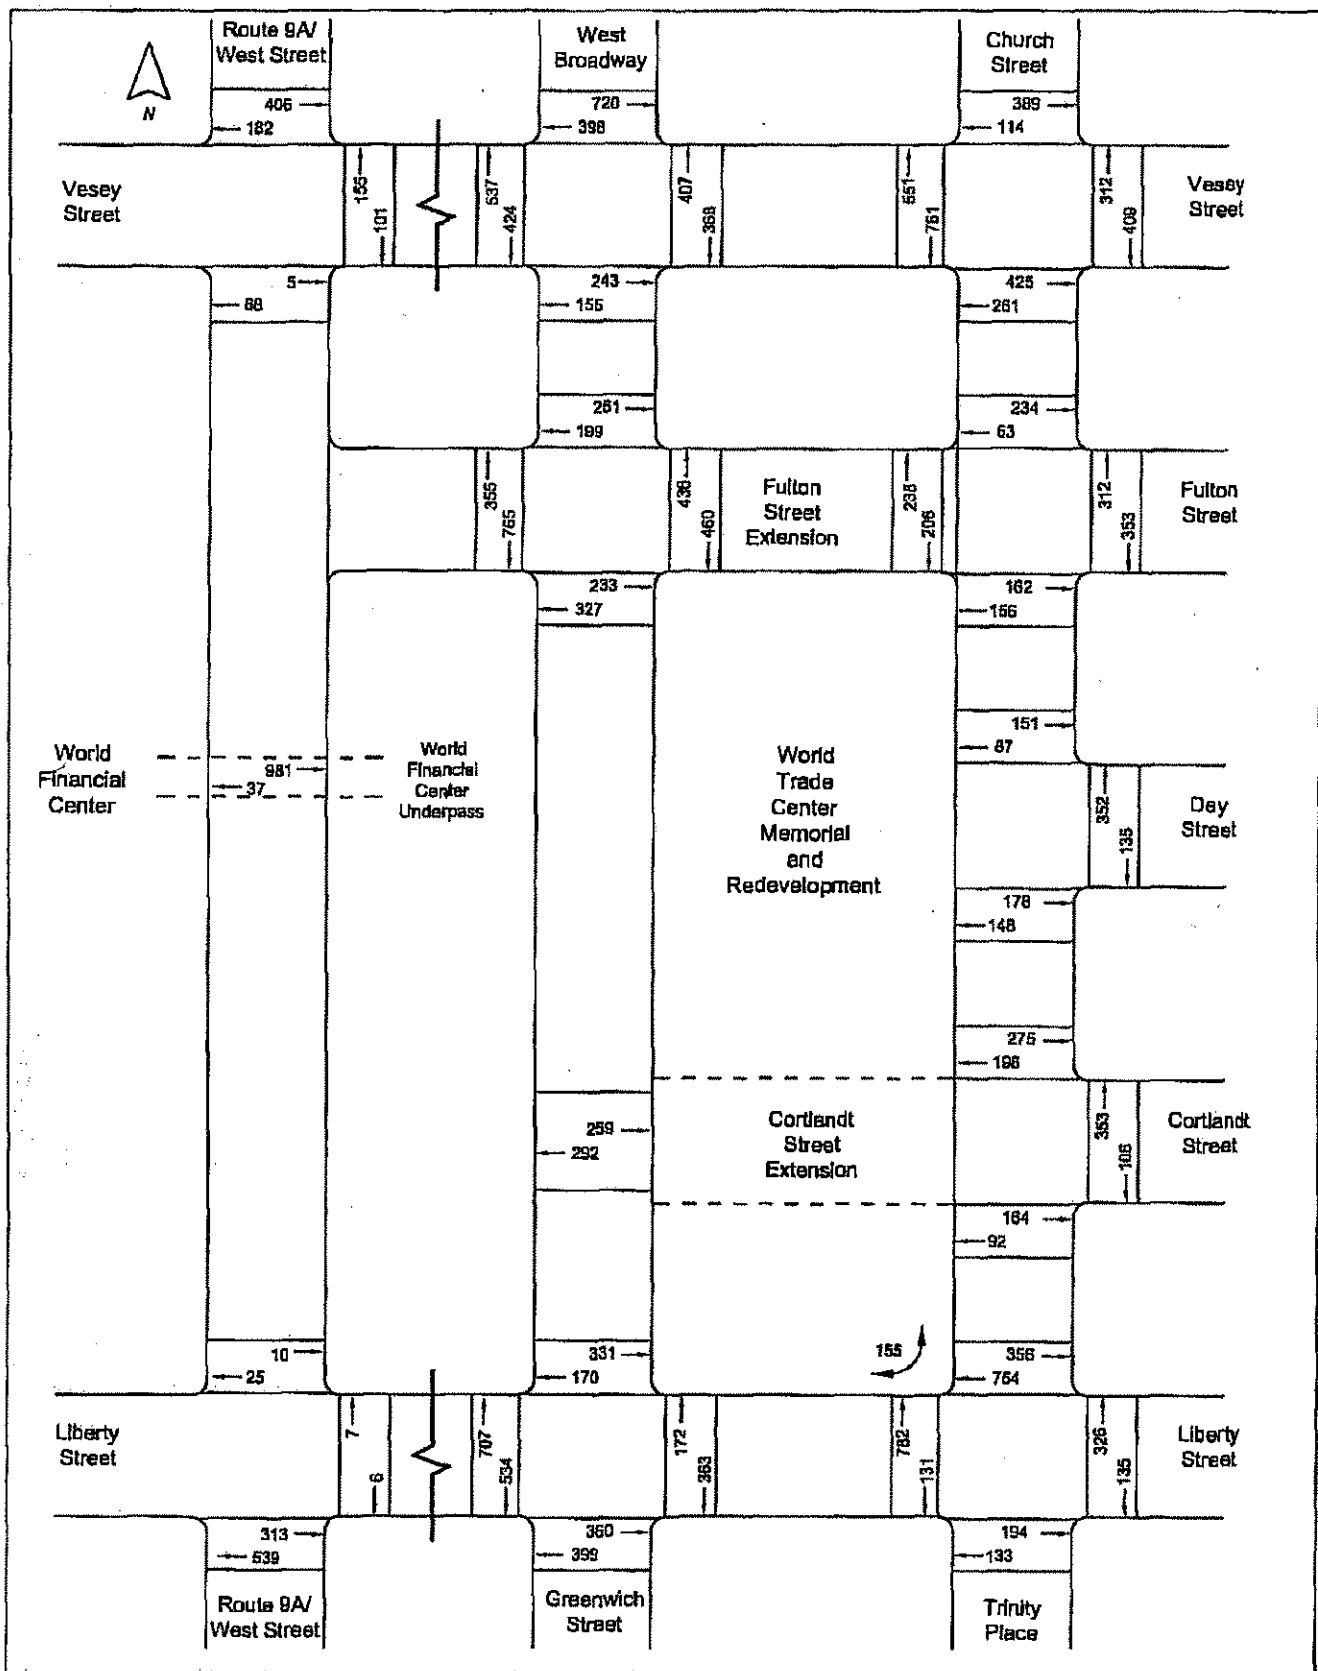 Route 9A/
West Street
West
Broadway
Church
Street
N
406
182
720
398
389
114
Vesey
Street
155
101
537
424
407
368
551
761
312
409
Vesey
Street
5
88
243
155
425
261
261
199
234
63
355
765
436
460
Fulton
Street
Extension
238
206
312
353
Fulton
Street
233
327
162
156
151
87
World
Financial
Center
981
37
World
Financial
Center
Underpass
World
Trade
Center
Memorial
and
Redevelopment
352
135
Dey
Street
178
148
275
196
259
292
Cortlandt
Street
Extension
353
106
Cortlandt
Street
164
92
10
25
331
170
155
356
764
Liberty
Street
7
6
707
534
172
363
782
131
326
135
Liberty
Street
313
539
360
399
194
133
Route 9A/
West Street
Greenwich
Street
Trinity
Place